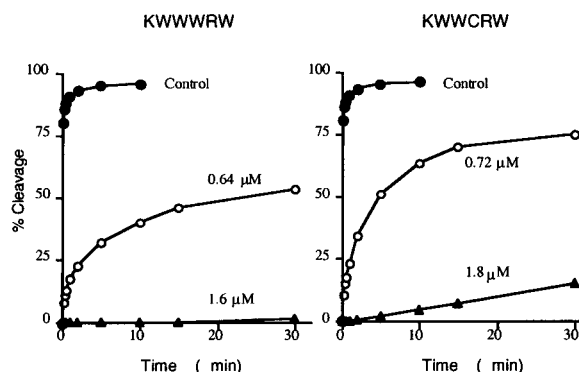 KWWWRW
KWWCRW
% Cleavage
100
75
50
25
0
Control
0.64 µM
1.6 µM
0 10 20 30
Time ( min)
100
75
50
25
0
Control
0.72 µM
1.8 µM
0 10 20 30
Time ( min)